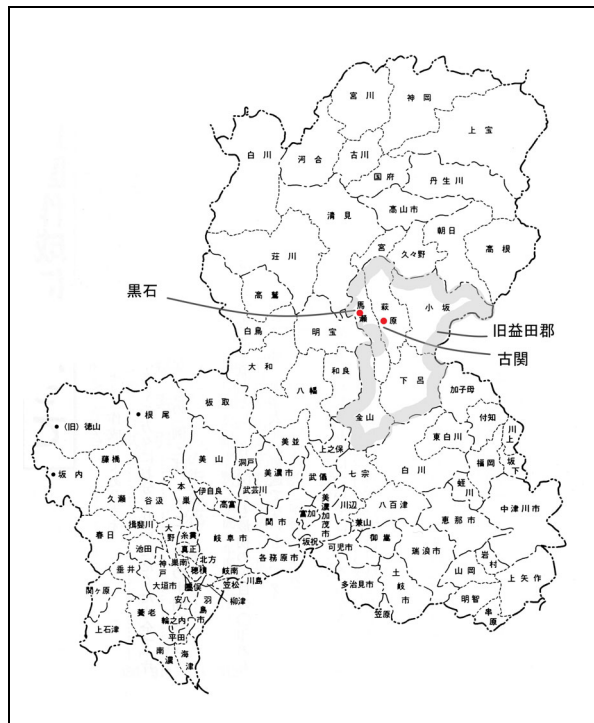 宮川
神岡
上宝
白川
河合
古川
国府
丹生川
清見
高山市
朝日
荘川
宮
久々野
高根
黒石
高鷲
馬瀬
萩原
小坂
旧益田郡
白鳥
明宝
古関
大和
和良
下呂
八幡
加子母
板取
金山
付知
(旧)徳山
根尾
川上
美並
上之保
東白川
藤橋
美山
洞戸
福岡
坂下
坂内
美濃市
武儀
七宗
白川
蛭川
久瀬
谷汲
本巣
伊自良
武芸川
高富
美濃加茂市
川辺
八百津
中津川市
富加
関市
恵那市
春日
揖斐川
大野
糸貫
岐阜市
兼山
真正
坂祝
御嵩
池田
北方
各務原市
可児市
瑞浪市
岩村
垂井
神戸
巣南
穂積
岐南
山岡
上矢作
関ヶ原
大垣市
墨俣
笠松
川島
多治見市
土岐市
安八
羽島市
柳津
明智
養老
輪之内
笠原
串原
上石津
平田
南濃
海津